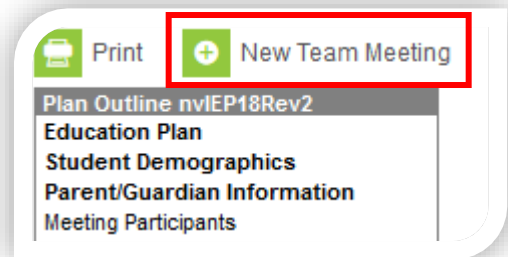 Print New Team Meeting
Plan Outline nvIEP18Rev2
Education Plan
Student Demographics
Parent/Guardian Information
Meeting Participants